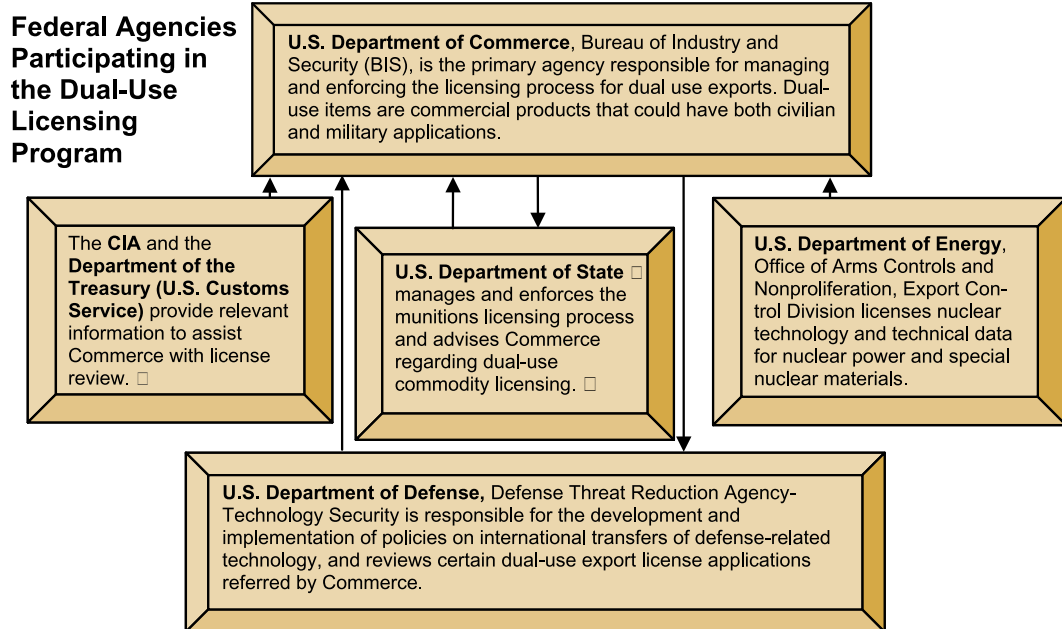 Federal Agencies
Participating in
the Dual-Use
Licensing
Program
U.S. Department of Commerce, Bureau of Industry and
Security (BIS), is the primary agency responsible for managing
and enforcing the licensing process for dual use exports. Dual-
use items are commercial products that could have both civilian
and military applications.
The CIA and the
Department of the
Treasury (U.S. Customs
Service) provide relevant
information to assist
Commerce with license
review. □
U.S. Department of State □
manages and enforces the
munitions licensing process
and advises Commerce
regarding dual-use
commodity licensing. □
U.S. Department of Energy,
Office of Arms Controls and
Nonproliferation, Export Con-
trol Division licenses nuclear
technology and technical data
for nuclear power and special
nuclear materials.
U.S. Department of Defense, Defense Threat Reduction Agency-
Technology Security is responsible for the development and
implementation of policies on international transfers of defense-related
technology, and reviews certain dual-use export license applications
referred by Commerce.